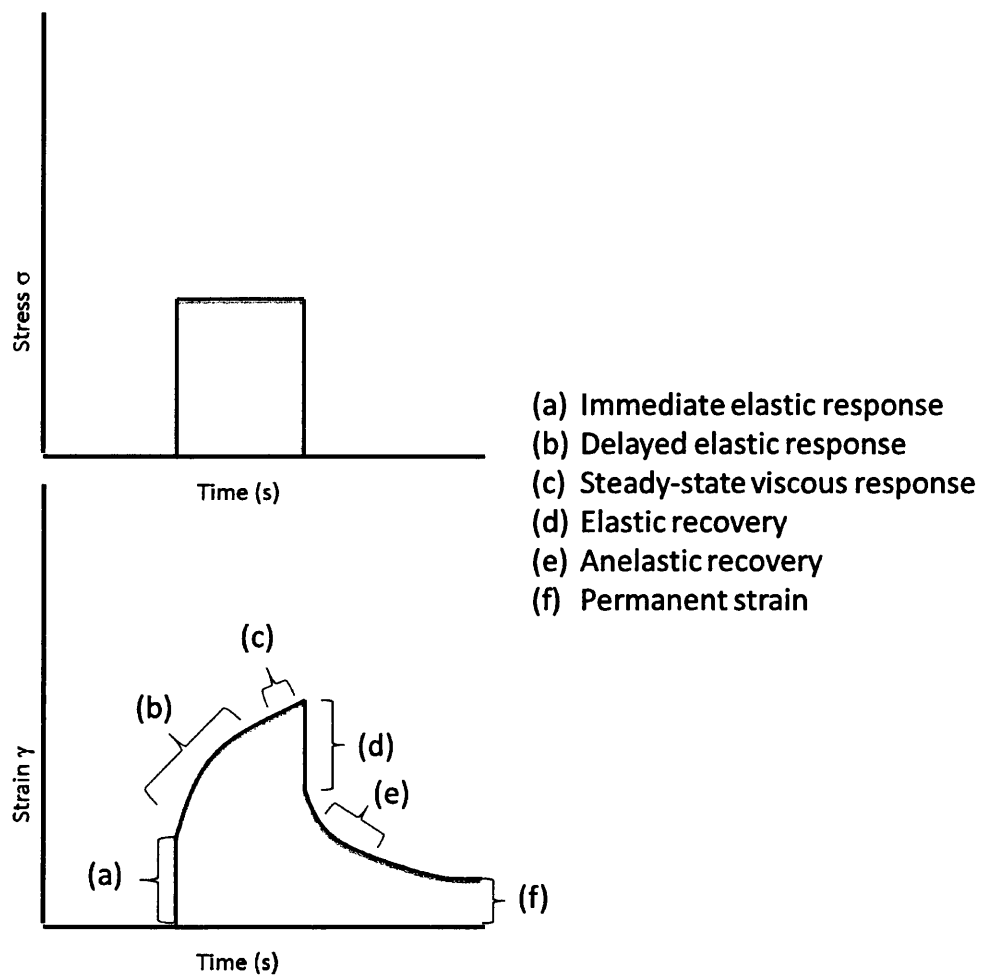 Stress σ
Time (s)
(a) Immediate elastic response
(b) Delayed elastic response
(c) Steady-state viscous response
(d) Elastic recovery
(e) Anelastic recovery
(f) Permanent strain
Strain γ
(a)
(b)
(c)
(d)
(e)
(f)
Time (s)